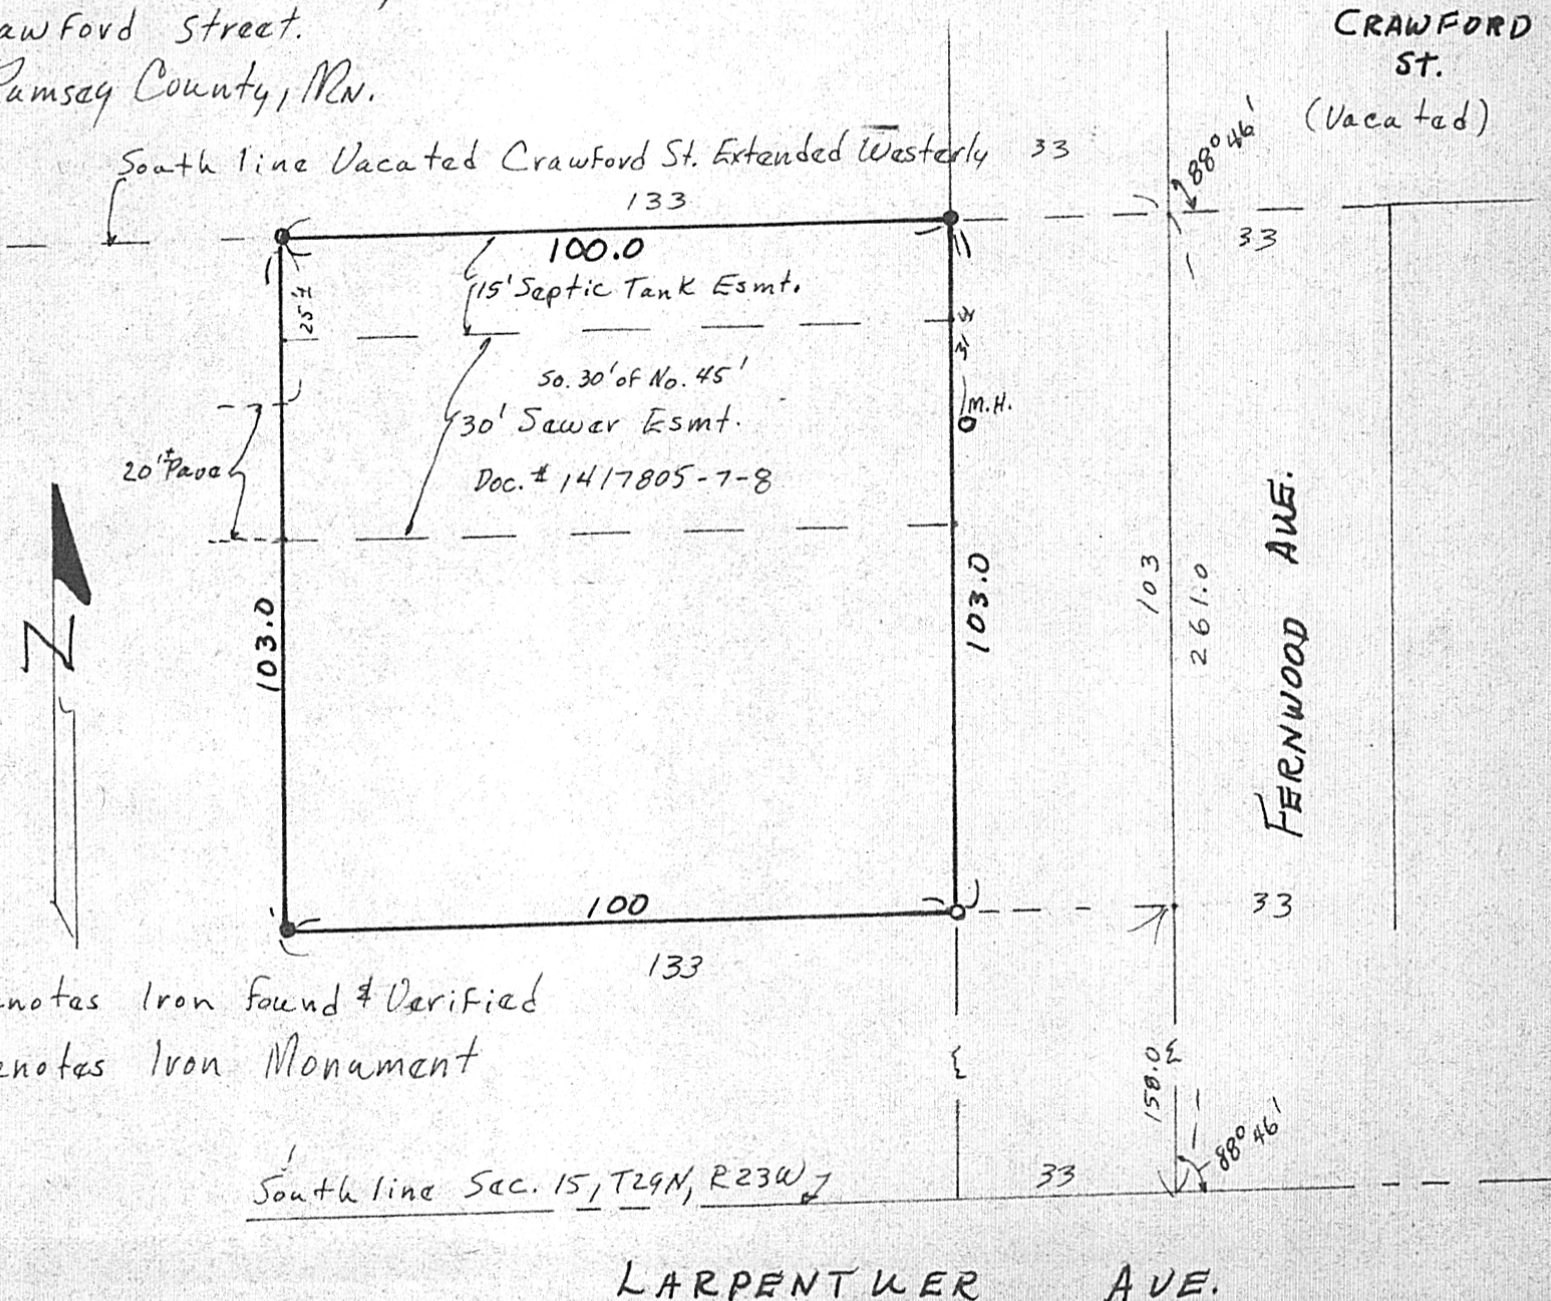 awford Street.
Ramsey County, MN.
CRAWFORD
St.
(Vacated)
South line Vacated Crawford St. Extended Westerly
33
88° 46'
133
100.0
33
15' Septic Tank Esmt.
25±
So. 30' of No. 45'
30' Sewer Esmt.
M.H.
Doc. # 1417805-7-8
20'± Pave
N
103.0
103.0
103
261.0
FERNWOOD AVE.
100
33
133
enotes Iron Found & Verified
enotes Iron Monument
158.0
88° 46'
South line Sec. 15, T29N, R23W
33
LARPENTUER AVE.